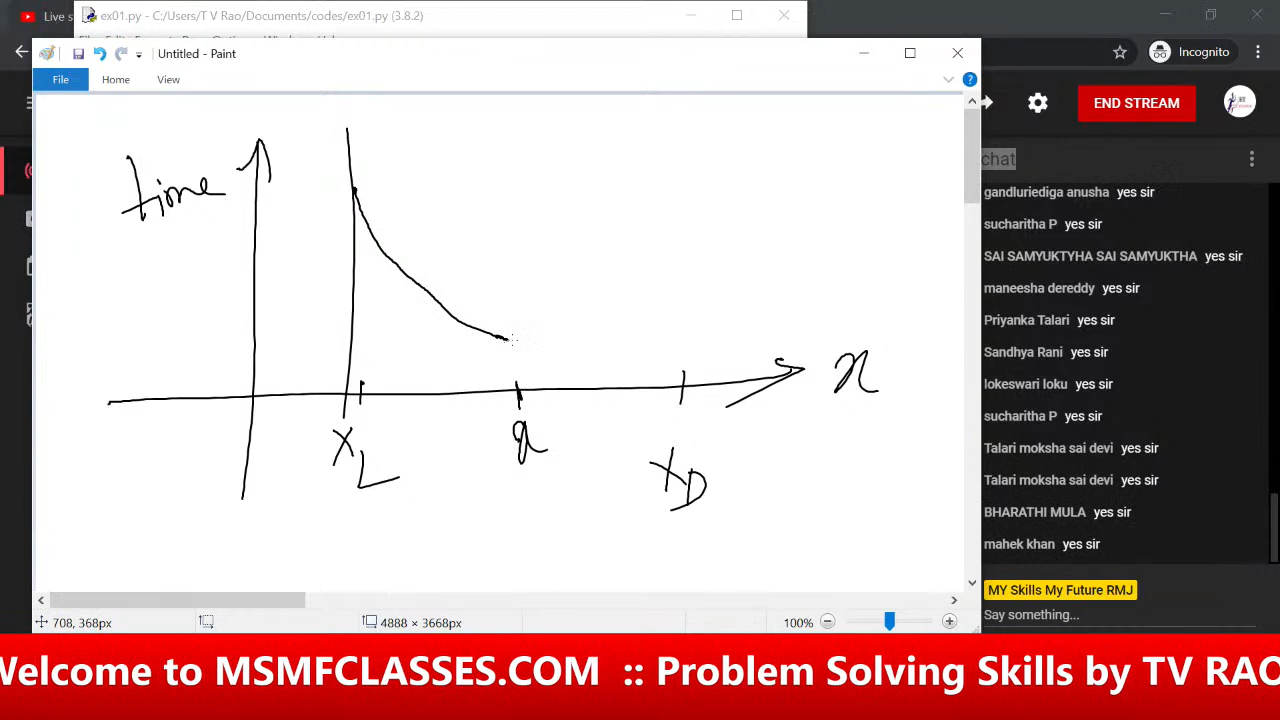 Live s
ex01.py - C:/Users/T V Rao/Documents/codes/ex01.py (3.8.2)
Untitled - Paint
Incognito
File Home View
END STREAM
chat
time
x
X L
a
X D
gandluriediga anusha yes sir
sucharitha P yes sir
SAI SAMYUKTYHA SAI SAMYUKTHA yes sir
maneesha dereddy yes sir
Priyanka Talari yes sir
Sandhya Rani yes sir
lokeswari loku yes sir
sucharitha P yes sir
Talari moksha sai devi yes sir
Talari moksha sai devi yes sir
BHARATHI MULA yes sir
mahek khan yes sir
MY Skills My Future RMJ
Say something...
708, 368px
4888 × 3668px
100%
Welcome to MSMFCLASSES.COM :: Problem Solving Skills by TV RAO